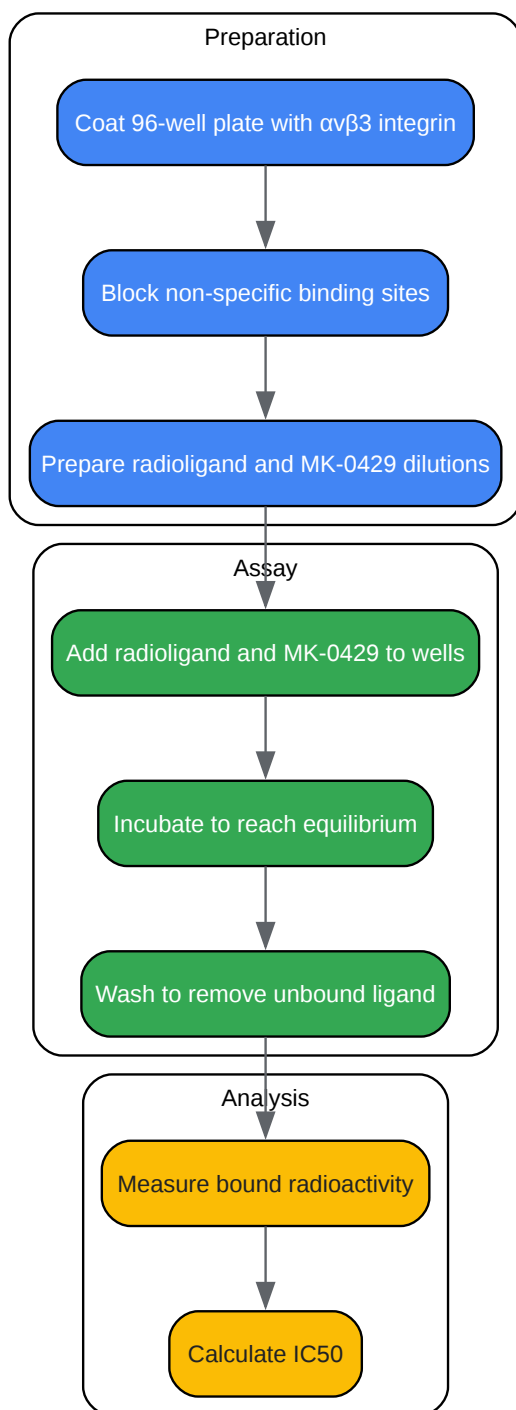 Preparation
Coat 96-well plate with αvβ3 integrin
Block non-specific binding sites
Prepare radioligand and MK-0429 dilutions
Assay
Add radioligand and MK-0429 to wells
Incubate to reach equilibrium
Wash to remove unbound ligand
Analysis
Measure bound radioactivity
Calculate IC50